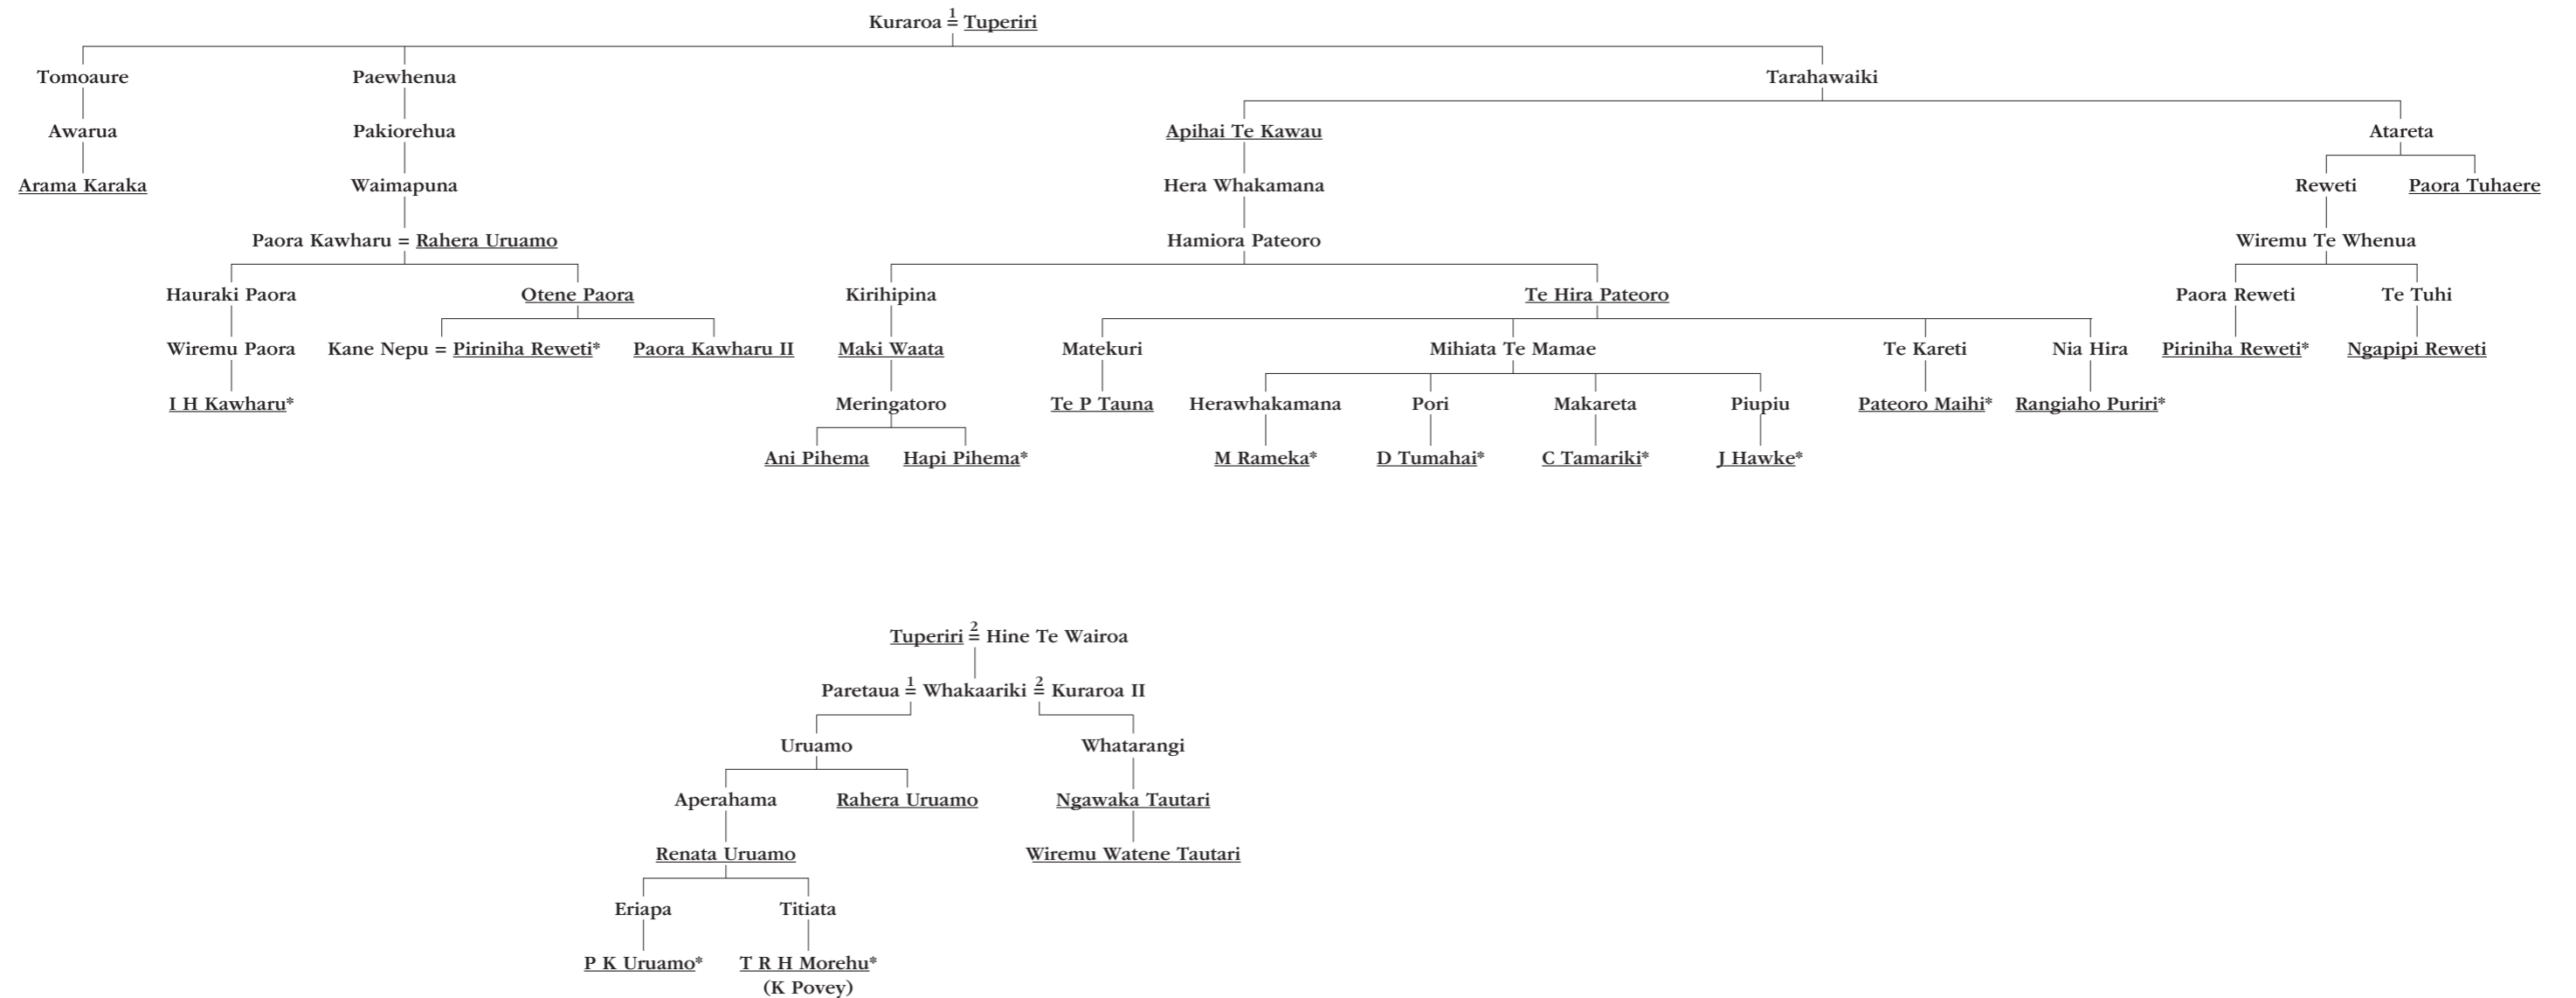 Kuraroa 1 = Tuperiri
Tomoaure Paewhenua Tarahawaiki
Awarua Pakiorehua Apihai Te Kawau Atareta
Arama Karaka Waimapuna Hera Whakamana Reweti Paora Tuhaere
Paora Kawharu = Rahera Uruamo Hamiora Pateoro Wiremu Te Whenua
Hauraki Paora Otene Paora Kirihipina Te Hira Pateoro Paora Reweti Te Tuhi
Wiremu Paora Kane Nepu = Piriniha Reweti* Paora Kawharu II Maki Waata Matekuri Mihiata Te Mamae Te Kareti Nia Hira Piriniha Reweti* Ngapipi Reweti
I H Kawharu* Meringatoro Te P Tauna Herawhakamana Pori Makareta Piupiu Pateoro Maihi* Rangiaho Puriri*
Ani Pihema Hapi Pihema* M Rameka* D Tumahai* C Tamariki* J Hawke*
Tuperiri 2 = Hine Te Wairoa
Paretaua 1 = Whakaariki 2 = Kuraroa II
Uruamo Whatarangi
Aperahama Rahera Uruamo Ngawaka Tautari
Renata Uruamo Wiremu Watene Tautari
Eriapa Titiata
P K Uruamo* T R H Morehu*
(K Povey)